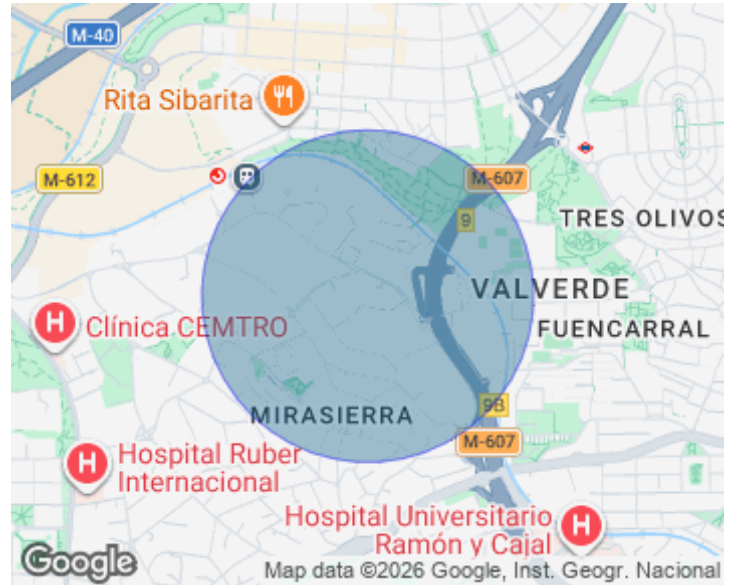 M-40
Rita Sibarita
M-612
M-607
9
TRES OLIVOS
VALVERDE
FUENCARRAL
H
Clínica CEMTRO
MIRASIERRA
9B
M-607
H
Hospital Ruber
Internacional
Hospital Universitario
Ramón y Cajal
H
Google
Map data ©2026 Google, Inst. Geogr. Nacional